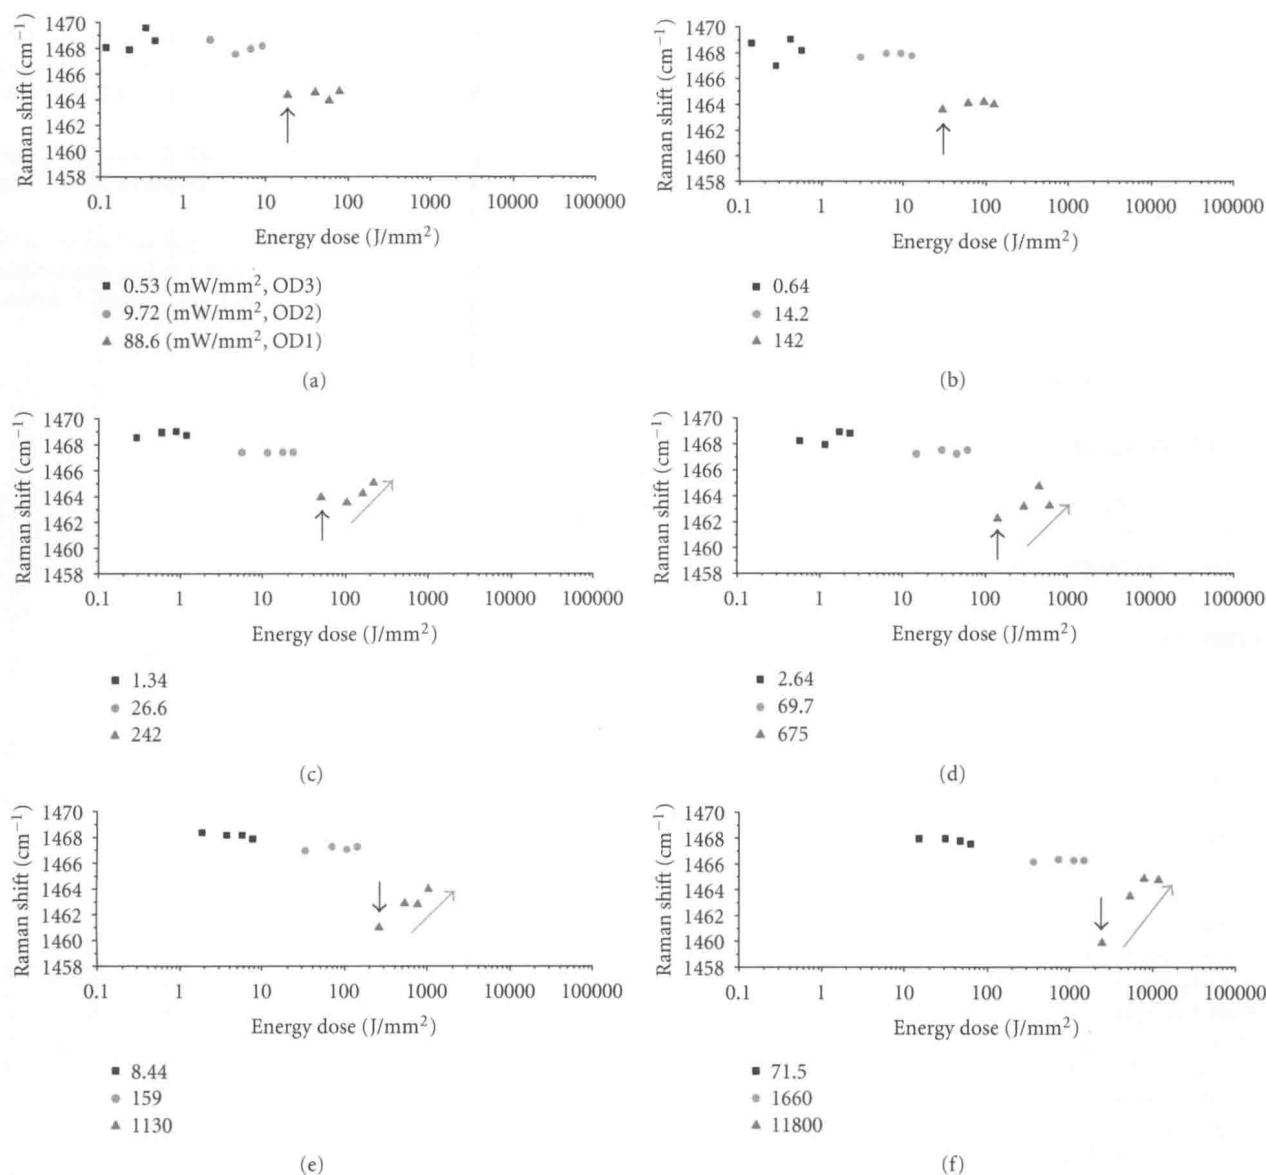 Raman shift (cm−1)
1470
1468
1466
1464
1462
1460
1458
0.1 1 10 100 1000 10000 100000
Energy dose (J/mm2)
■ 0.53 (mW/mm2, OD3)
● 9.72 (mW/mm2, OD2)
▲ 88.6 (mW/mm2, OD1)
(a)
Raman shift (cm−1)
1470
1468
1466
1464
1462
1460
1458
0.1 1 10 100 1000 10000 100000
Energy dose (J/mm2)
■ 0.64
● 14.2
▲ 142
(b)
Raman shift (cm−1)
1470
1468
1466
1464
1462
1460
1458
0.1 1 10 100 1000 10000 100000
Energy dose (J/mm2)
■ 1.34
● 26.6
▲ 242
(c)
Raman shift (cm−1)
1470
1468
1466
1464
1462
1460
1458
0.1 1 10 100 1000 10000 100000
Energy dose (J/mm2)
■ 2.64
● 69.7
▲ 675
(d)
Raman shift (cm−1)
1470
1468
1466
1464
1462
1460
1458
0.1 1 10 100 1000 10000 100000
Energy dose (J/mm2)
■ 8.44
● 159
▲ 1130
(e)
Raman shift (cm−1)
1470
1468
1466
1464
1462
1460
1458
0.1 1 10 100 1000 10000 100000
Energy dose (J/mm2)
■ 71.5
● 1660
▲ 11800
(f)